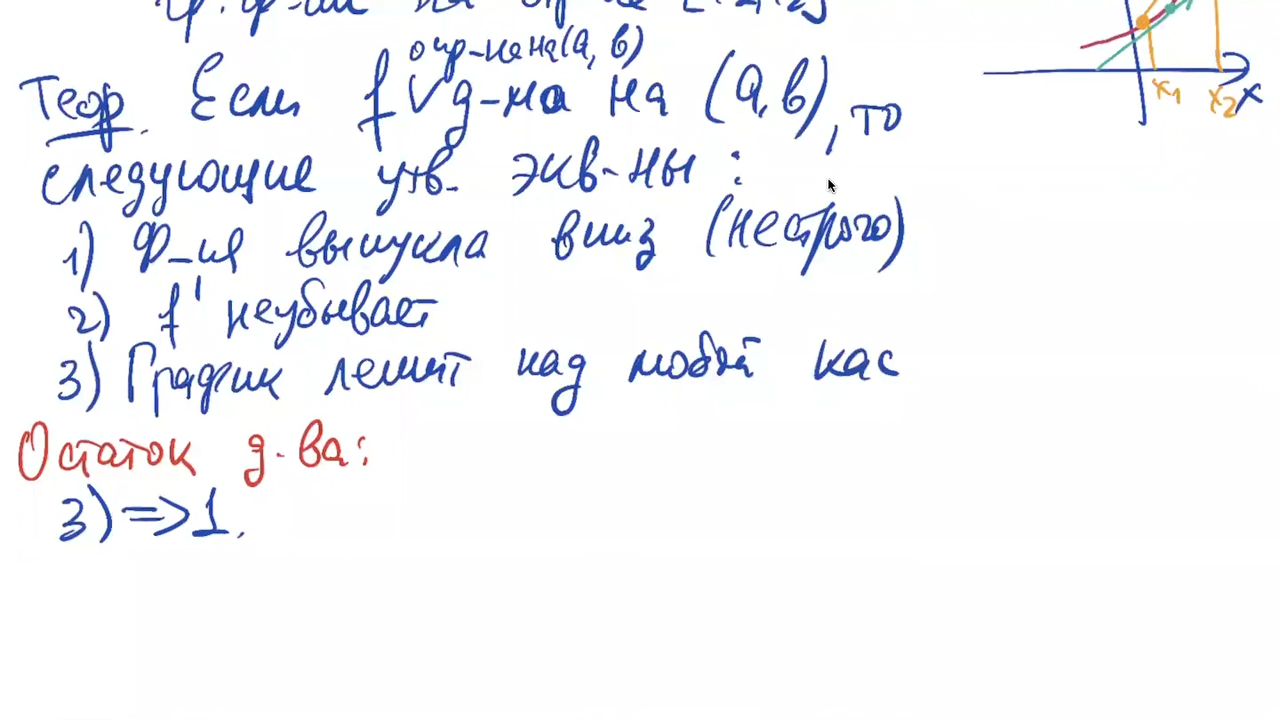 опр-на на (a, b)
Теор. Если f V д-на на (a,b), то
следующие утв. экв-ны :
1) Ф-ия выпукла вниз (нестрого)
2) f' неубывает
3) График лежит над любой кас
Остаток д-ва:
3) => 1.
x₁ x₂ x